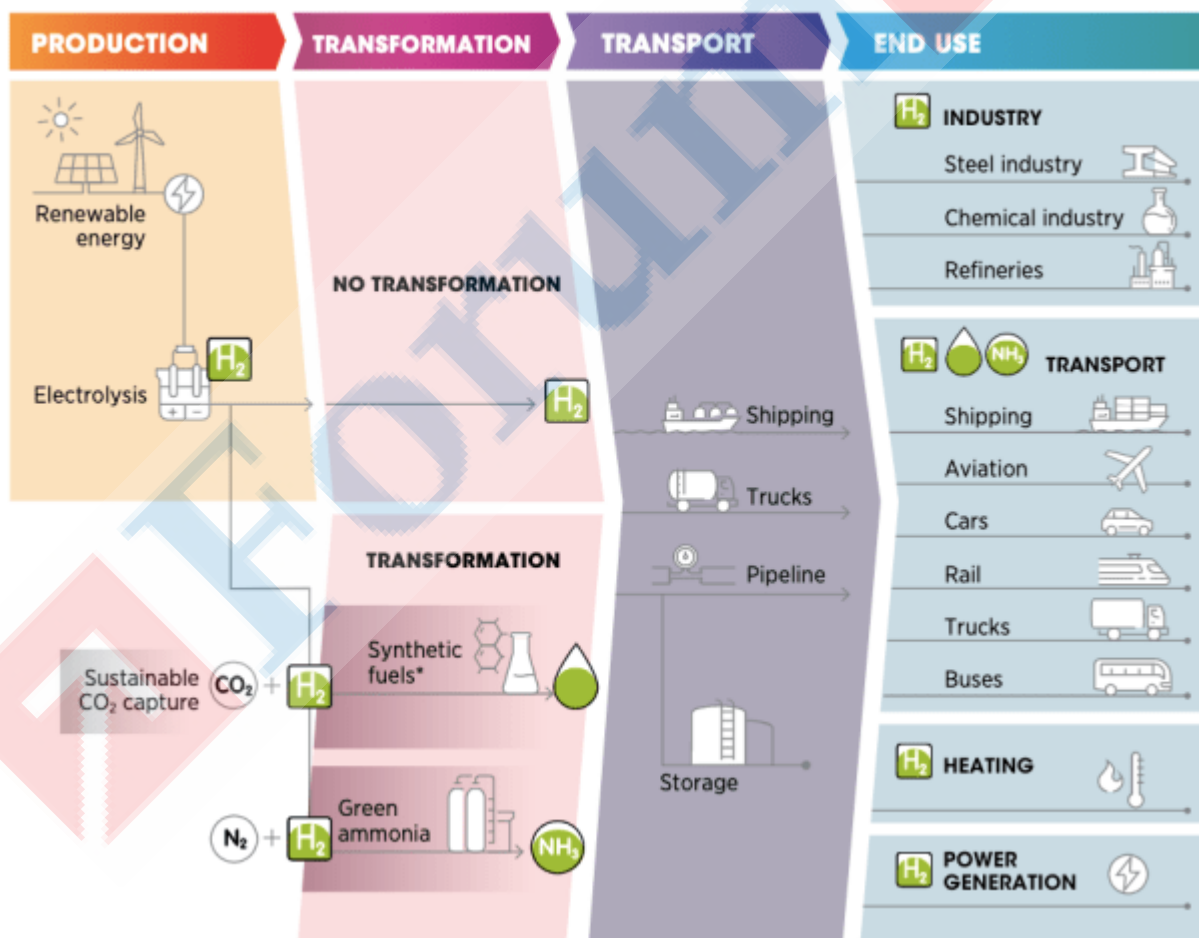 PRODUCTION
TRANSFORMATION
TRANSPORT
END USE
Renewable
energy
Electrolysis
H₂
NO TRANSFORMATION
H₂
TRANSFORMATION
Sustainable
CO₂ capture
CO₂ + H₂
Synthetic
fuels*
N₂ + H₂
Green
ammonia
NH₃
Shipping
Trucks
Pipeline
Storage
H₂ INDUSTRY
Steel industry
Chemical industry
Refineries
H₂ NH₃ TRANSPORT
Shipping
Aviation
Cars
Rail
Trucks
Buses
H₂ HEATING
H₂ POWER
GENERATION
Forum